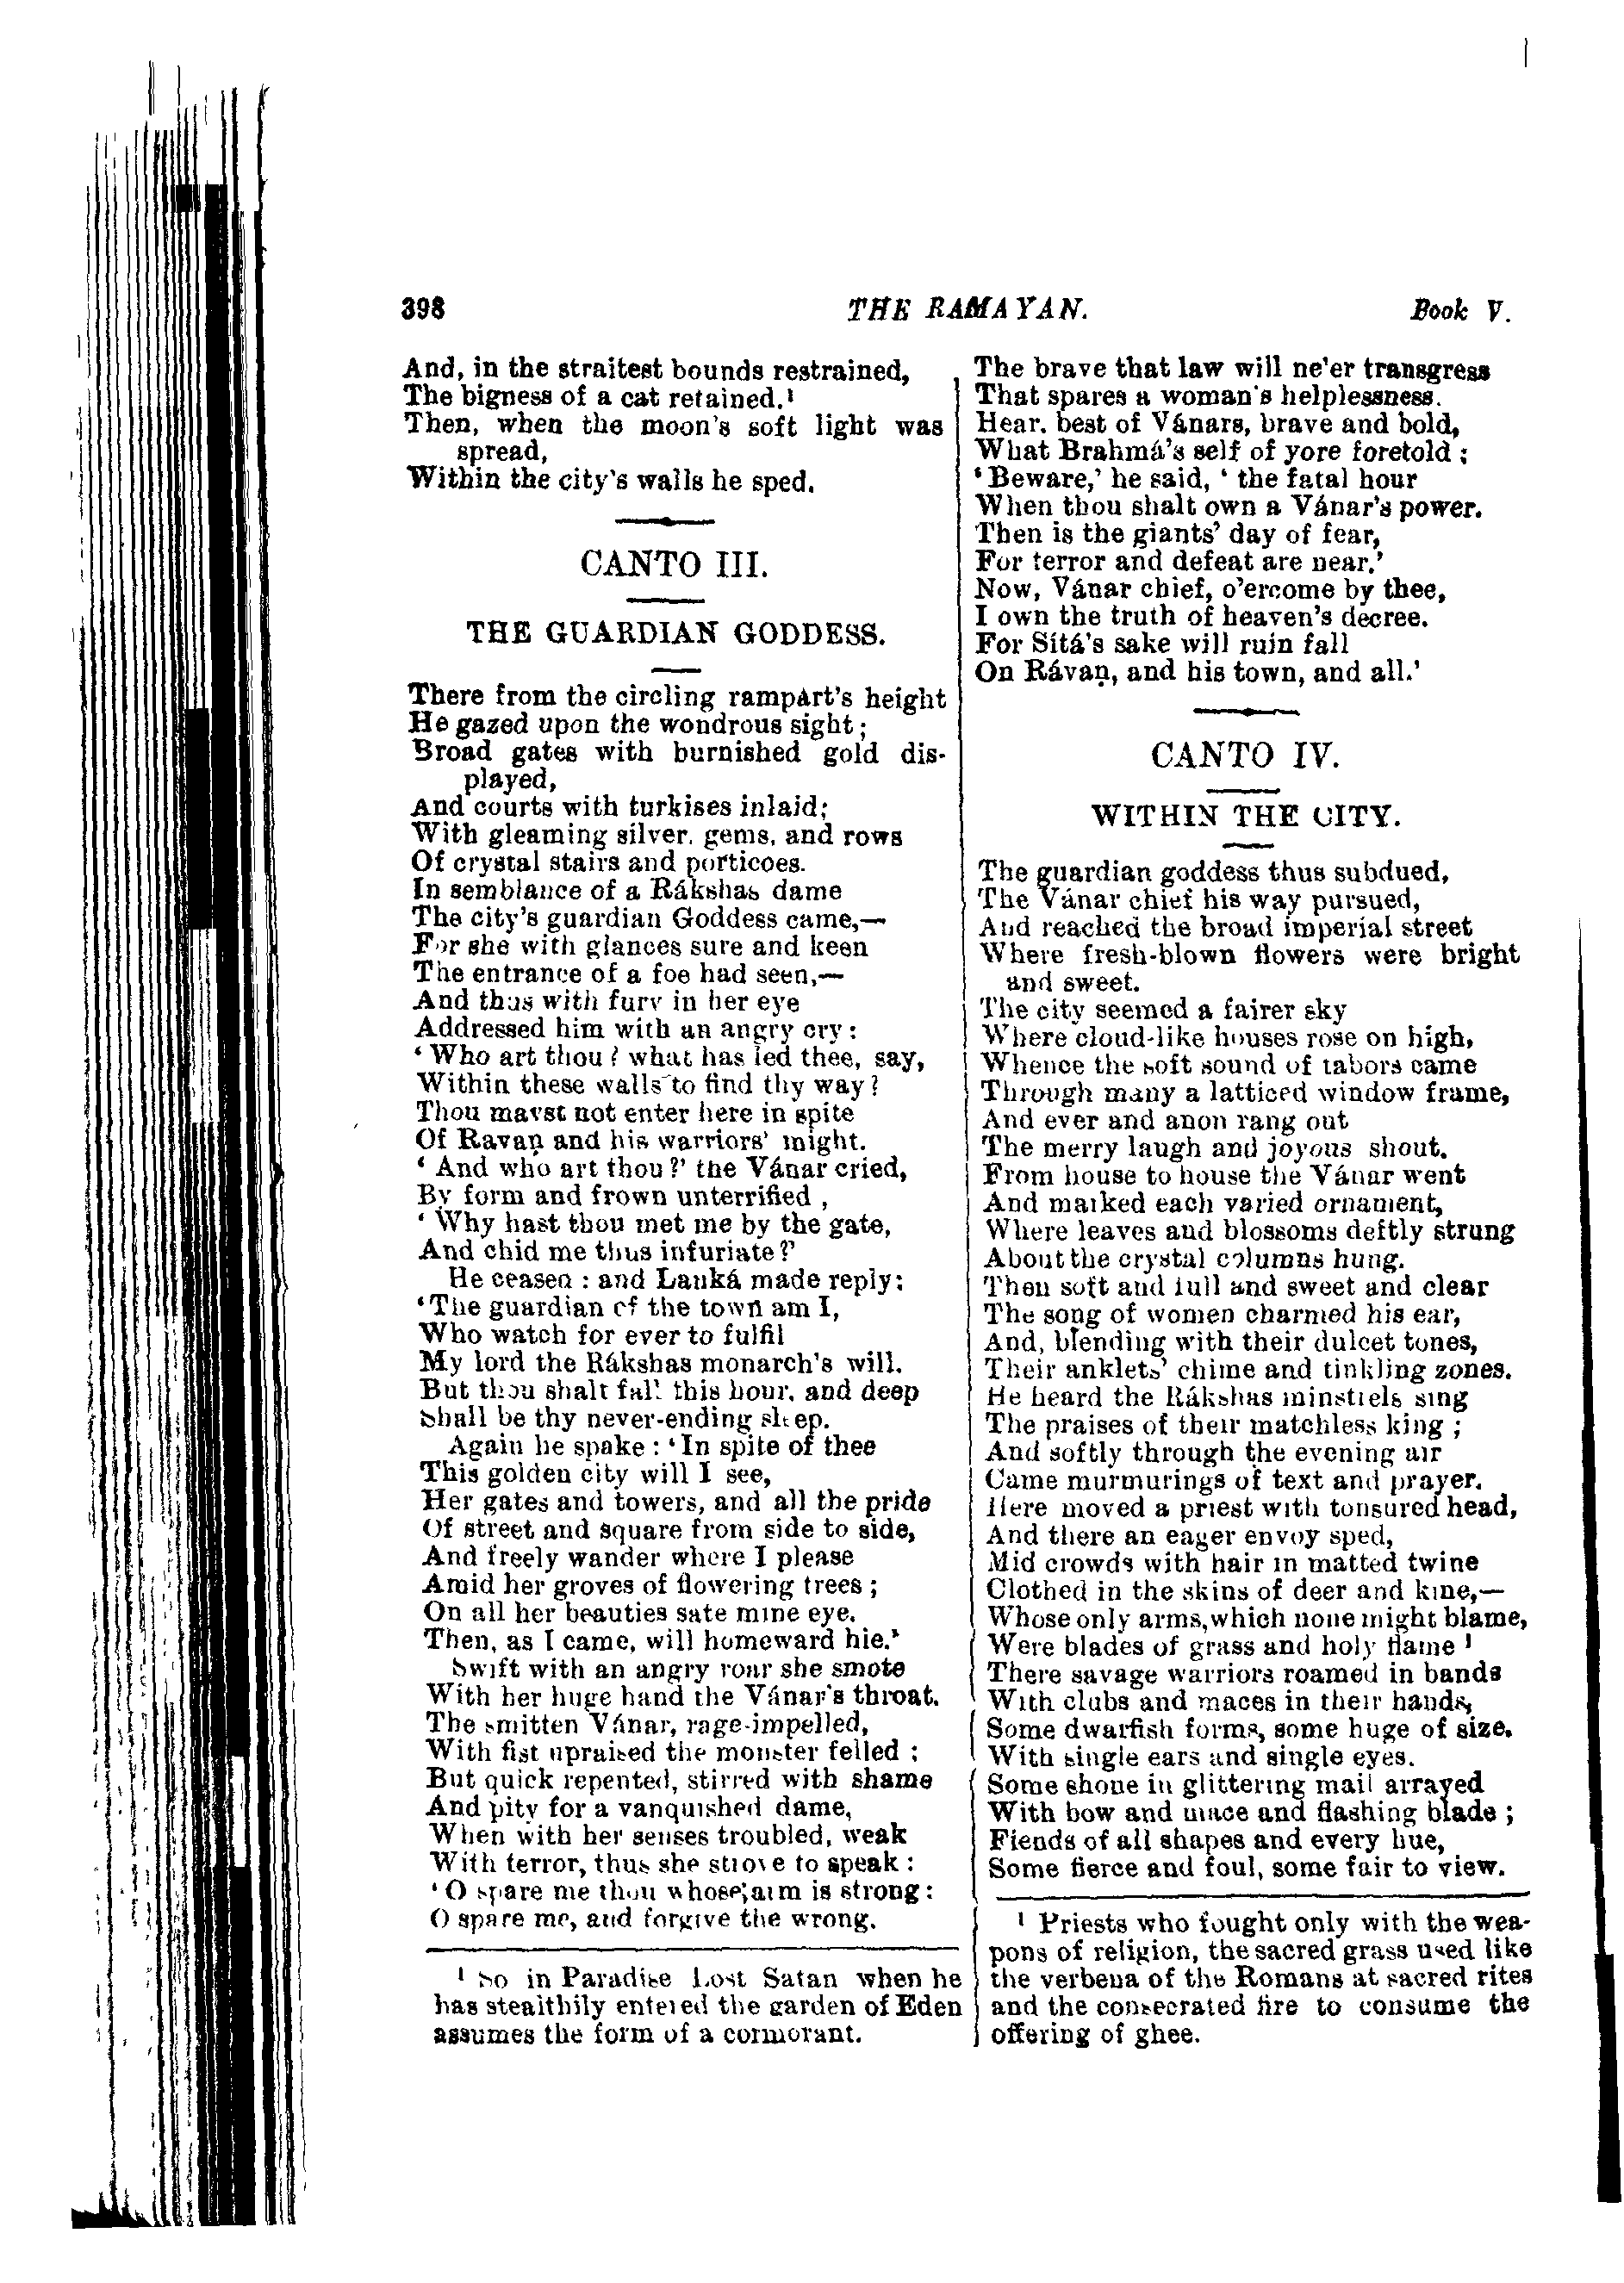 398 THE RAMAYAN. Book V.
And, in the straitest bounds restrained,
The bigness of a cat retained.¹
Then, when the moon's soft light was
spread,
Within the city's walls he sped.
CANTO III.
THE GUARDIAN GODDESS.
There from the circling rampart's height
He gazed upon the wondrous sight;
Broad gates with burnished gold dis-
played,
And courts with turkises inlaid;
With gleaming silver, gems, and rows
Of crystal stairs and porticoes.
In semblance of a Rákshas dame
The city's guardian Goddess came,—
For she with glances sure and keen
The entrance of a foe had seen,—
And thus with fury in her eye
Addressed him with an angry cry:
'Who art thou? what has led thee, say,
Within these walls to find thy way?
Thou mayst not enter here in spite
Of Ravaṇ and his warriors' might.
'And who art thou?' the Vánar cried,
By form and frown unterrified,
'Why hast thou met me by the gate,
And chid me thus infuriate?'
He ceased: and Lanká made reply:
'The guardian of the town am I,
Who watch for ever to fulfil
My lord the Rákshas monarch's will.
But thou shalt fall this hour, and deep
Shall be thy never-ending sleep.
Again he spake: 'In spite of thee
This golden city will I see,
Her gates and towers, and all the pride
Of street and square from side to side,
And freely wander where I please
Amid her groves of flowering trees;
On all her beauties sate mine eye.
Then, as I came, will homeward hie.'
Swift with an angry roar she smote
With her huge hand the Vánar's throat.
The smitten Vánar, rage-impelled,
With fist upraised the monster felled:
But quick repented, stirred with shame
And pity for a vanquished dame,
When with her senses troubled, weak
With terror, thus she strove to speak:
'O spare me thou whose arm is strong:
O spare me, and forgive the wrong.
¹ So in Paradise Lost Satan when he
has stealthily entered the garden of Eden
assumes the form of a cormorant.
The brave that law will ne'er transgress
That spares a woman's helplessness.
Hear, best of Vánars, brave and bold,
What Brahmá's self of yore foretold;
'Beware,' he said, 'the fatal hour
When thou shalt own a Vánar's power.
Then is the giants' day of fear,
For terror and defeat are near.'
Now, Vánar chief, o'ercome by thee,
I own the truth of heaven's decree.
For Sítá's sake will ruin fall
On Rávaṇ, and his town, and all.'
CANTO IV.
WITHIN THE CITY.
The guardian goddess thus subdued,
The Vánar chief his way pursued,
And reached the broad imperial street
Where fresh-blown flowers were bright
and sweet.
The city seemed a fairer sky
Where cloud-like houses rose on high,
Whence the soft sound of tabors came
Through many a latticed window frame,
And ever and anon rang out
The merry laugh and joyous shout.
From house to house the Vánar went
And marked each varied ornament,
Where leaves and blossoms deftly strung
About the crystal columns hung.
Then soft and full and sweet and clear
The song of women charmed his ear,
And, blending with their dulcet tones,
Their anklets' chime and tinkling zones.
He heard the Rákshas minstrels sing
The praises of their matchless king;
And softly through the evening air
Came murmurings of text and prayer.
Here moved a priest with tonsured head,
And there an eager envoy sped,
Mid crowds with hair in matted twine
Clothed in the skins of deer and kine,—
Whose only arms, which none might blame,
Were blades of grass and holy flame ¹
There savage warriors roamed in bands
With clubs and maces in their hands,
Some dwarfish forms, some huge of size.
With single ears and single eyes.
Some shone in glittering mail arrayed
With bow and mace and flashing blade;
Fiends of all shapes and every hue,
Some fierce and foul, some fair to view.
¹ Priests who fought only with the wea-
pons of religion, the sacred grass used like
the verbena of the Romans at sacred rites
and the consecrated fire to consume the
offering of ghee.